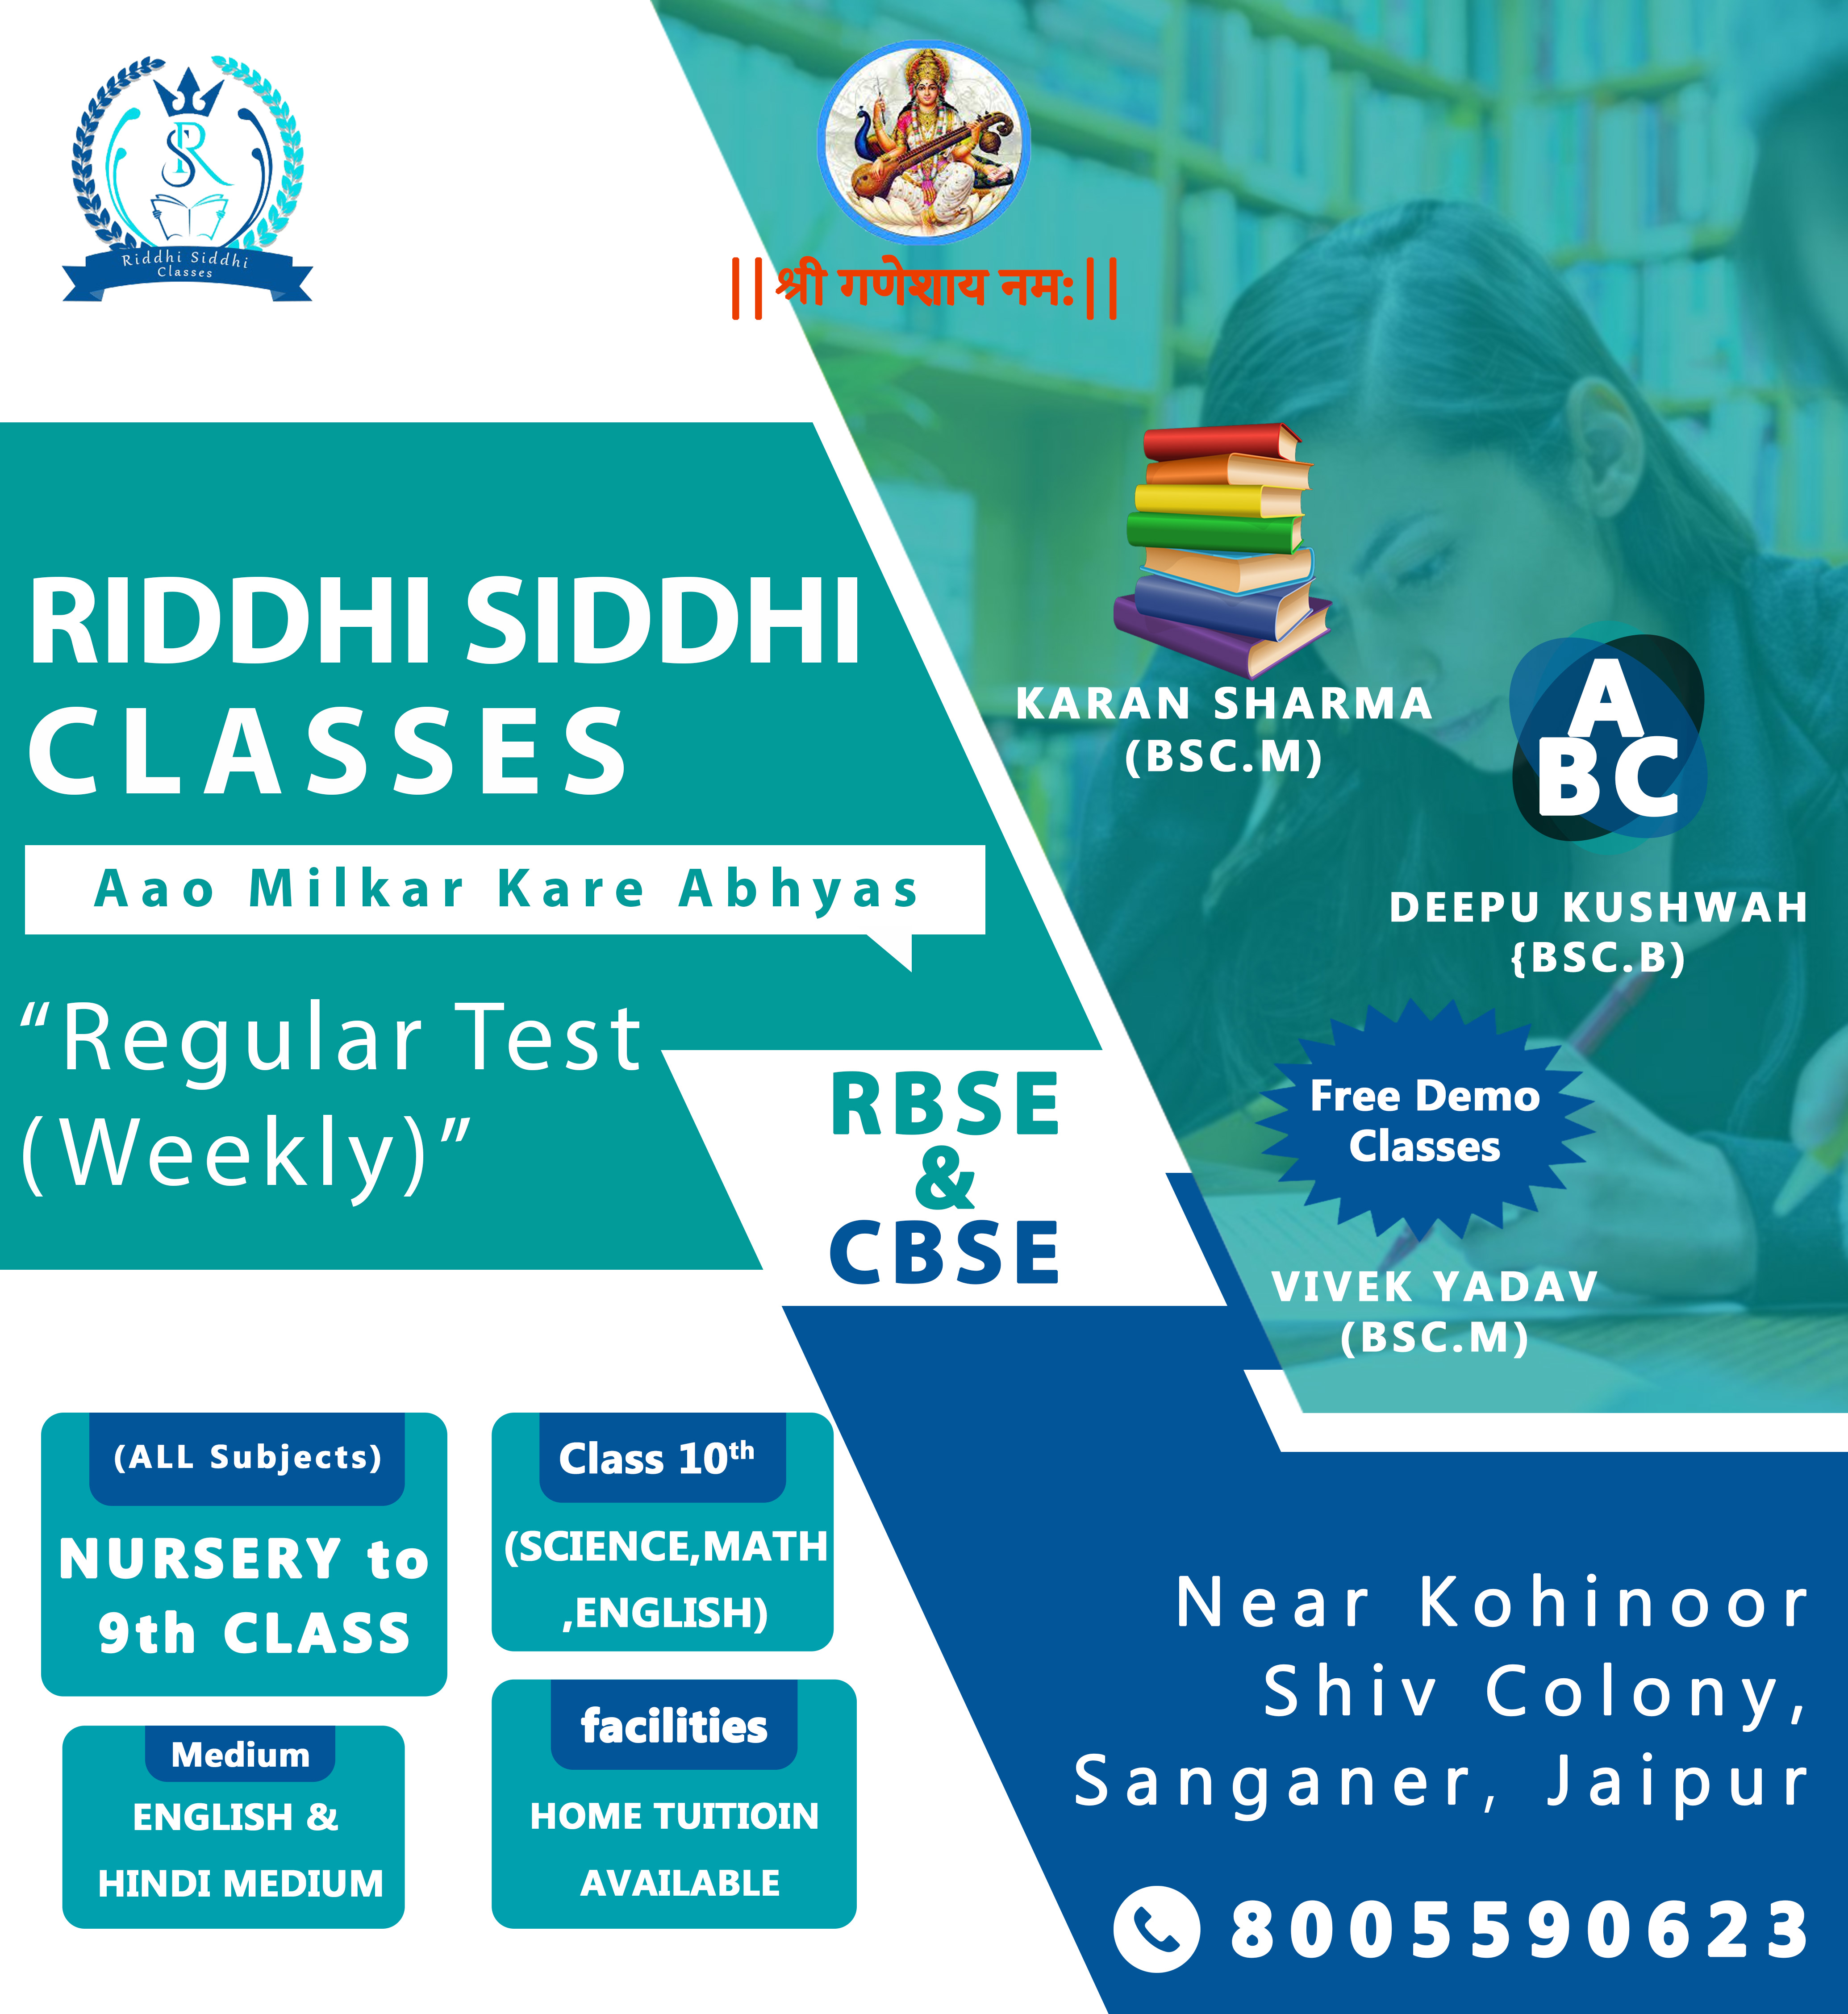 SR
Riddhi Siddhi
Classes
||श्री गणेशाय नमः||
RIDDHI SIDDHI
CLASSES
Aao Milkar Kare Abhyas
“Regular Test
(Weekly)”
RBSE
&
CBSE
KARAN SHARMA
(BSC.M)
A
BC
DEEPU KUSHWAH
{BSC.B)
Free Demo
Classes
VIVEK YADAV
(BSC.M)
(ALL Subjects)
NURSERY to
9th CLASS
Class 10th
(SCIENCE,MATH
,ENGLISH)
Medium
ENGLISH &
HINDI MEDIUM
facilities
HOME TUITIOIN
AVAILABLE
Near Kohinoor
Shiv Colony,
Sanganer, Jaipur
8005590623